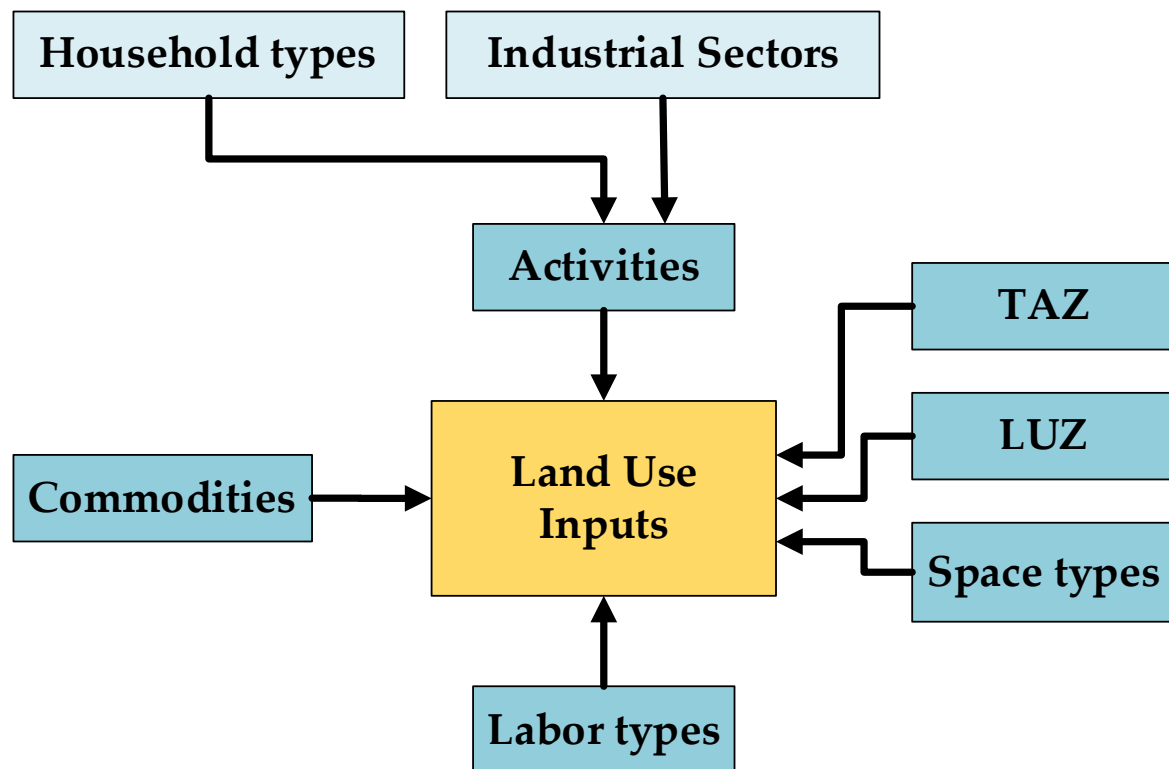 Household types
Industrial Sectors
Activities
TAZ
LUZ
Land Use
Inputs
Commodities
Space types
Labor types